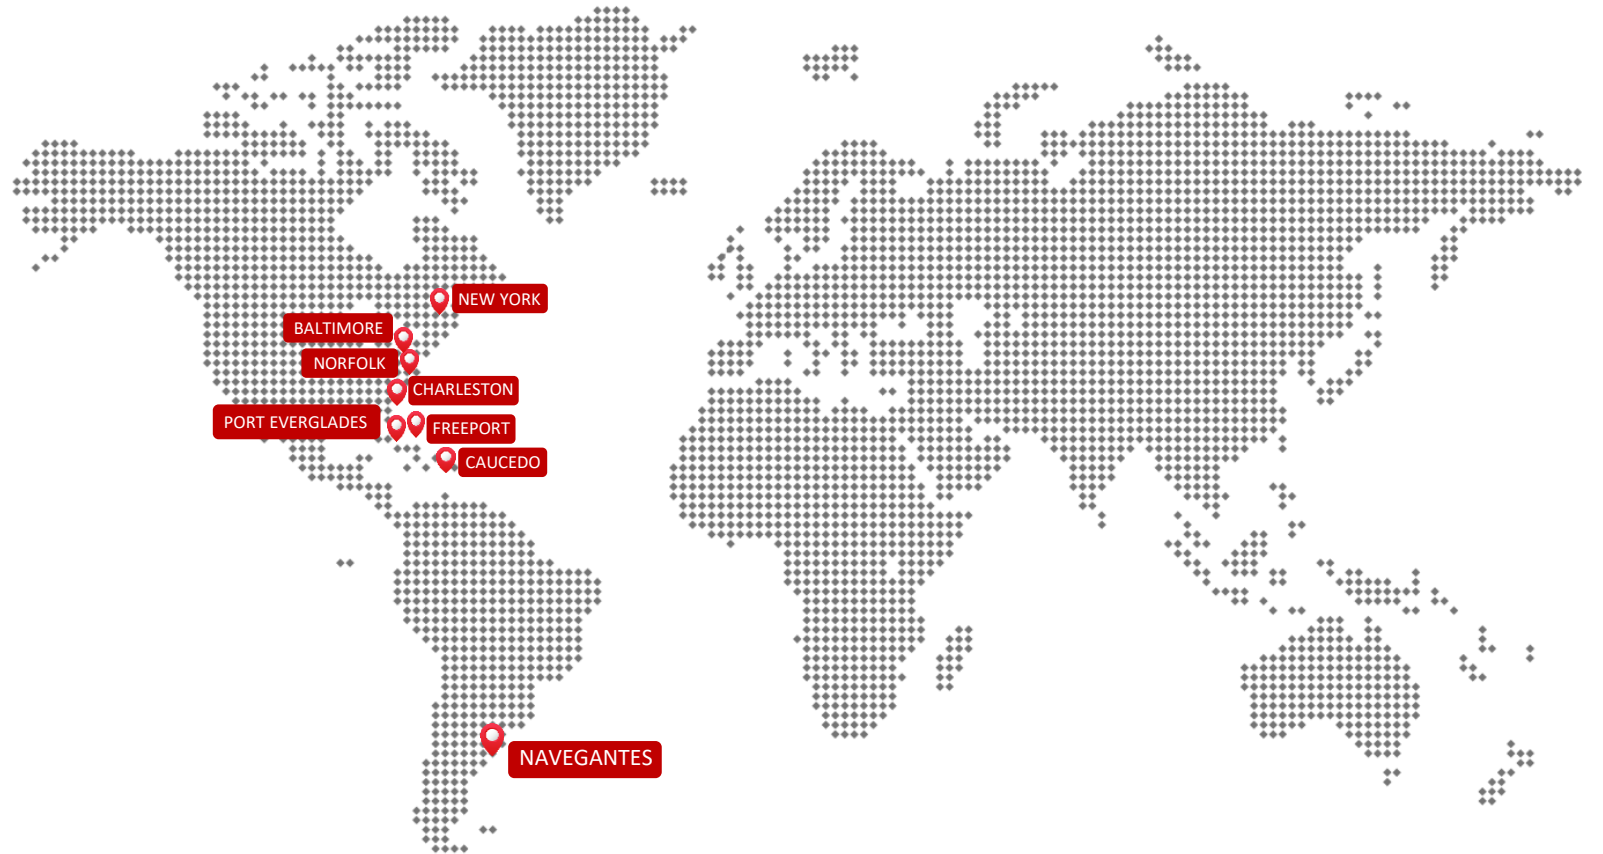 NEW YORK
BALTIMORE
NORFOLK
CHARLESTON
PORT EVERGLADES
FREEPORT
CAUCEDO
NAVEGANTES